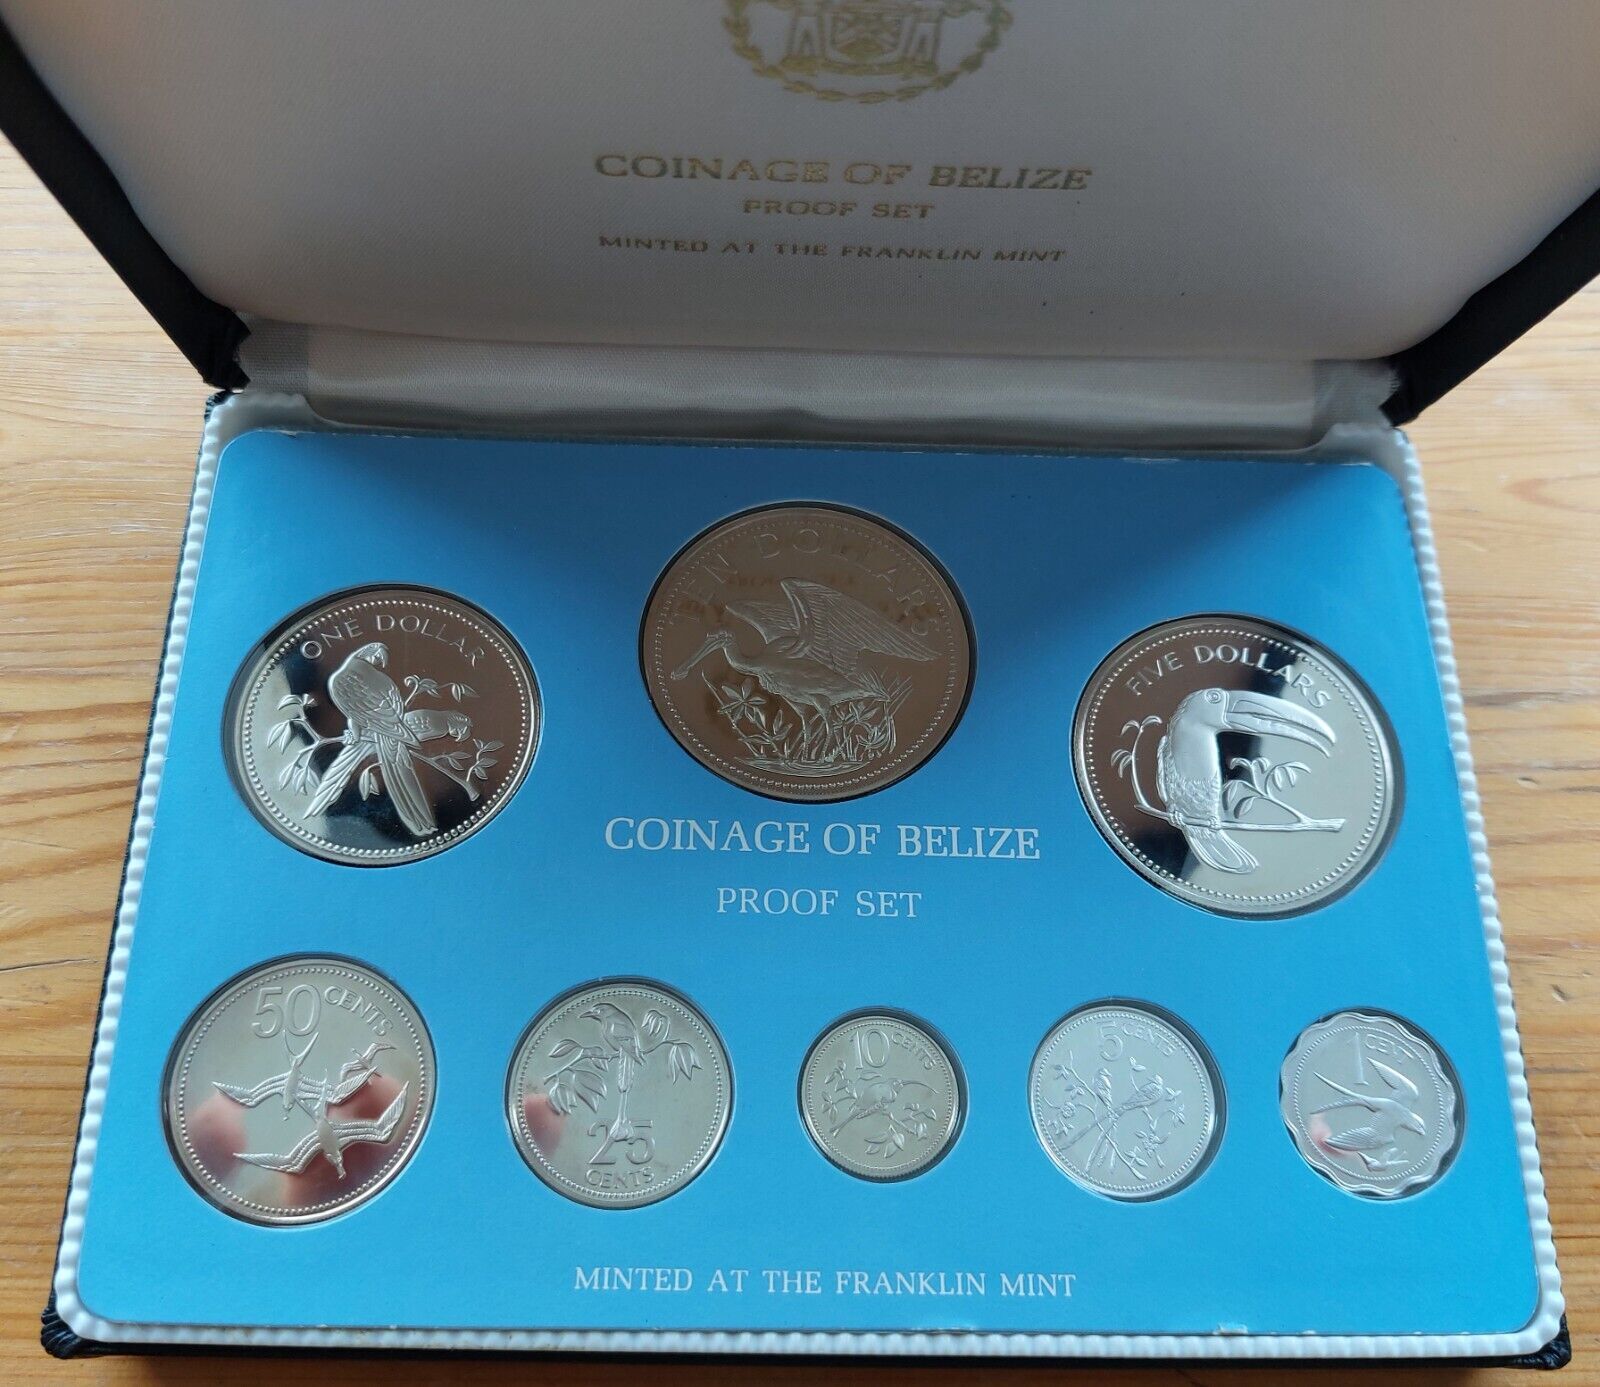 COINAGE OF BELIZE
PROOF SET
MINTED AT THE FRANKLIN MINT
TEN DOLLARS
ONE DOLLAR
FIVE DOLLARS
COINAGE OF BELIZE
PROOF SET
50 CENTS
25
CENTS
10 CENTS
5 CENTS
1 CENT
MINTED AT THE FRANKLIN MINT